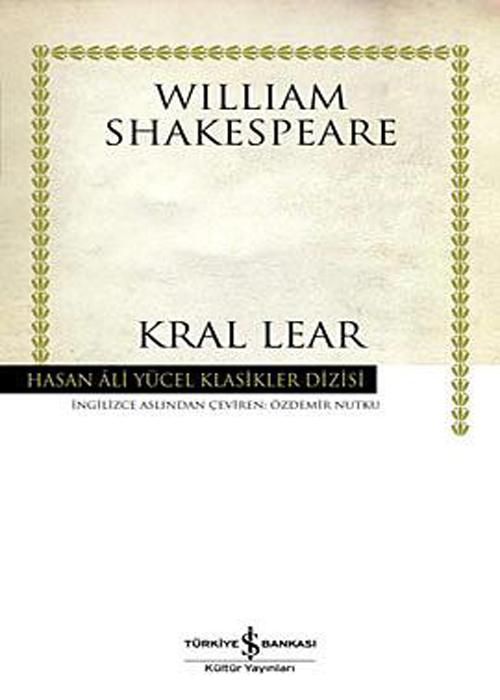 WILLIAM
SHAKESPEARE
KRAL LEAR
HASAN ÂLİ YÜCEL KLASİKLER DİZİSİ
İNGİLİZCE ASLINDAN ÇEVİREN: ÖZDEMİR NUTKU
TÜRKİYE İŞ BANKASI
Kültür Yayınları